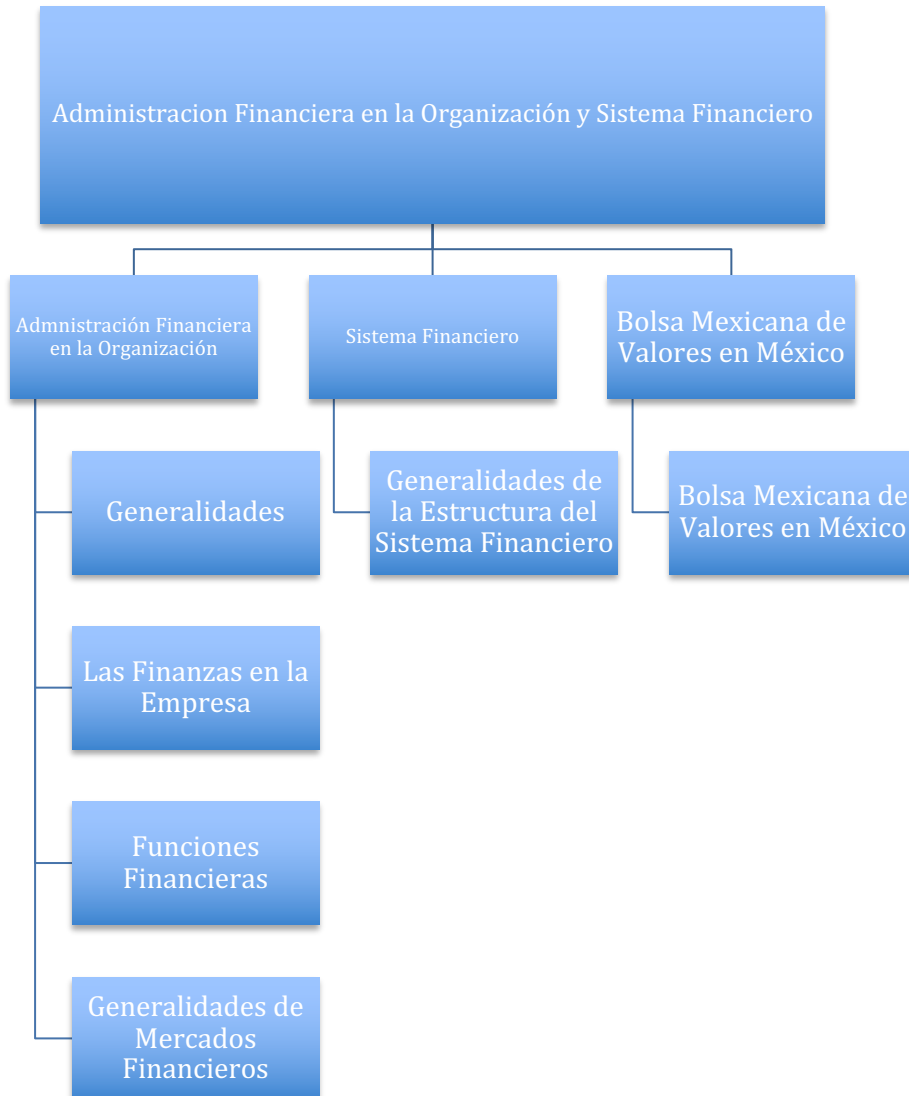 Administracion Financiera en la Organización y Sistema Financiero
Admnistración Financiera
en la Organización
Sistema Financiero
Bolsa Mexicana de
Valores en México
Generalidades
Generalidades de
la Estructura del
Sistema Financiero
Bolsa Mexicana de
Valores en México
Las Finanzas en la
Empresa
Funciones
Financieras
Generalidades de
Mercados
Financieros